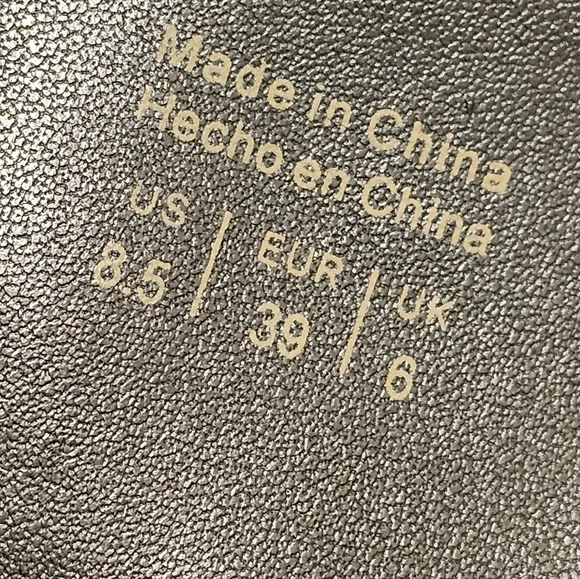 Made in China
Hecho en China
US | EUR | UK
8.5 | 39 | 6